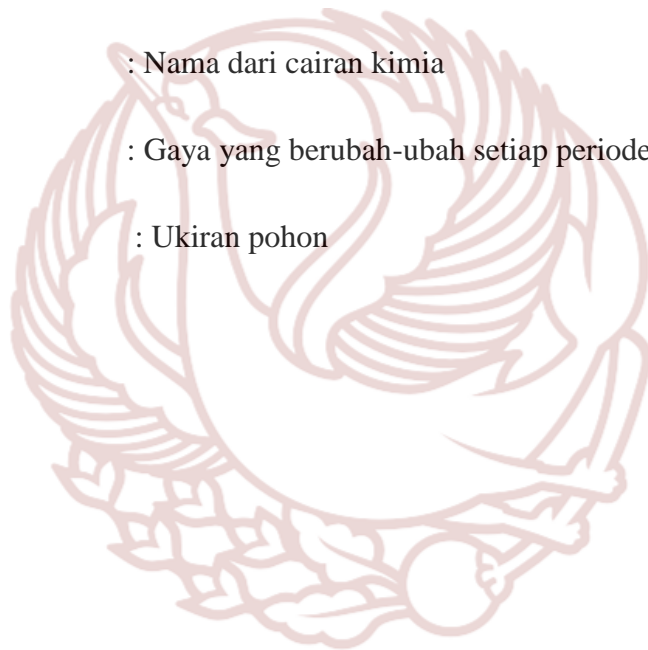 : Nama dari cairan kimia
: Gaya yang berubah-ubah setiap periode
: Ukiran pohon